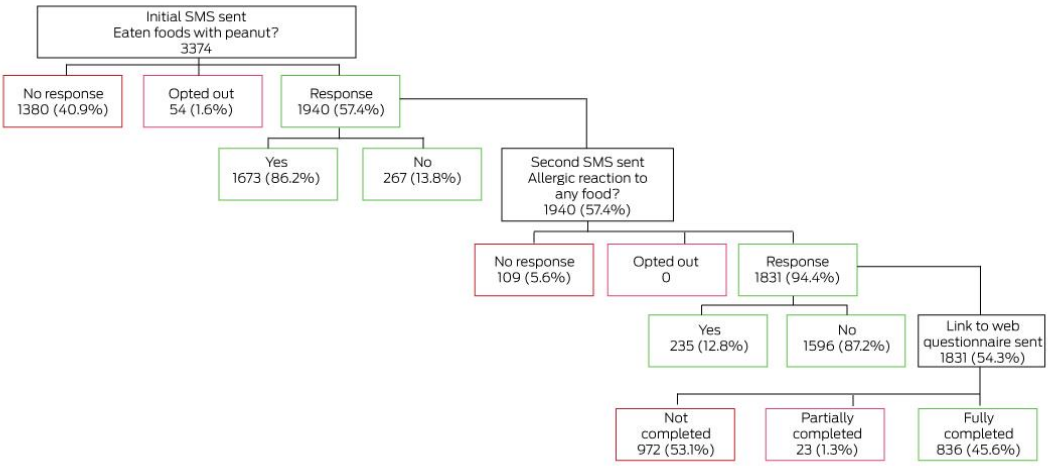 Initial SMS sent
Eaten foods with peanut?
3374
No response
1380 (40.9%)
Opted out
54 (1.6%)
Response
1940 (57.4%)
Yes
1673 (86.2%)
No
267 (13.8%)
Second SMS sent
Allergic reaction to
any food?
1940 (57.4%)
No response
109 (5.6%)
Opted out
0
Response
1831 (94.4%)
Yes
235 (12.8%)
No
1596 (87.2%)
Link to web
questionnaire sent
1831 (54.3%)
Not
completed
972 (53.1%)
Partially
completed
23 (1.3%)
Fully
completed
836 (45.6%)